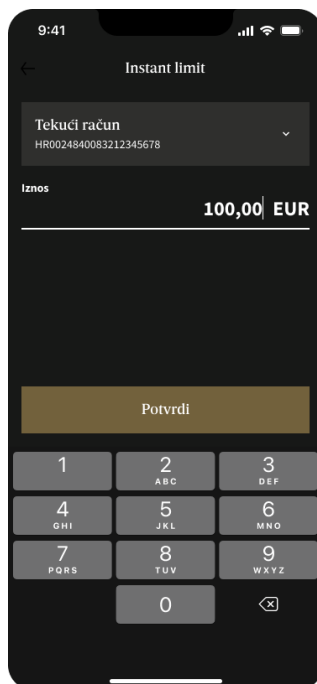 9:41
Instant limit
Tekući račun
HR0024840083212345678
Iznos
100,00 EUR
Potvrdi
1 2 3
ABC DEF
4 5 6
GHI JKL MNO
7 8 9
PQRS TUV WXYZ
0